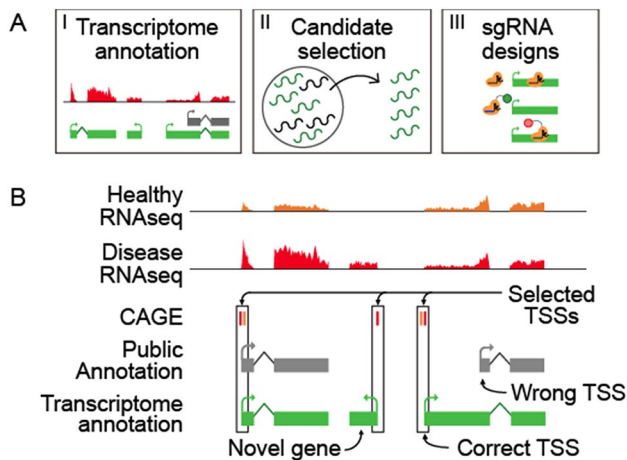 A
I Transcriptome
annotation
II Candidate
selection
III sgRNA
designs
B
Healthy
RNAseq
Disease
RNAseq
CAGE
Selected
TSSs
Public
Annotation
Wrong TSS
Transcriptome
annotation
Novel gene
Correct TSS